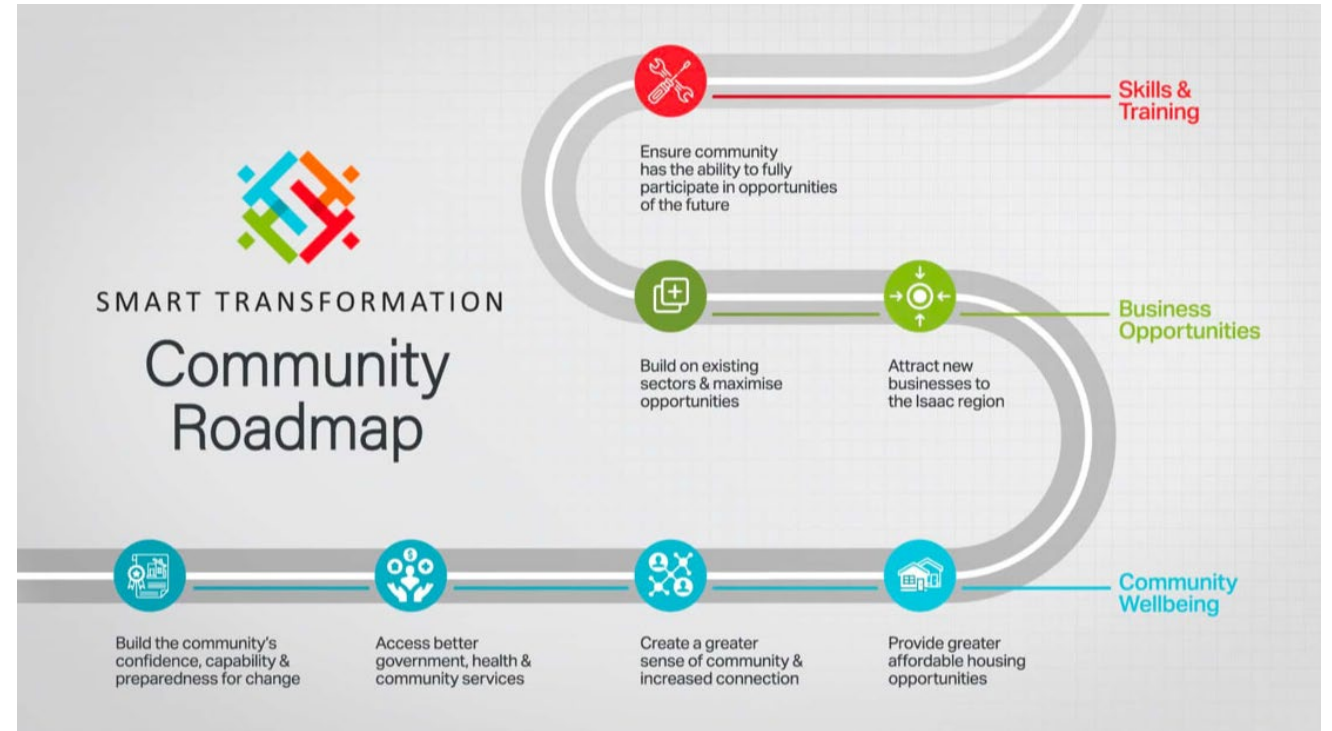 SMART TRANSFORMATION
Community
Roadmap
Skills &
Training
Ensure community
has the ability to fully
participate in opportunities
of the future
Business
Opportunities
Build on existing
sectors & maximise
opportunities
Attract new
businesses to
the Isaac region
Community
Wellbeing
Build the community's
confidence, capability &
preparedness for change
Access better
government, health &
community services
Create a greater
sense of community &
increased connection
Provide greater
affordable housing
opportunities